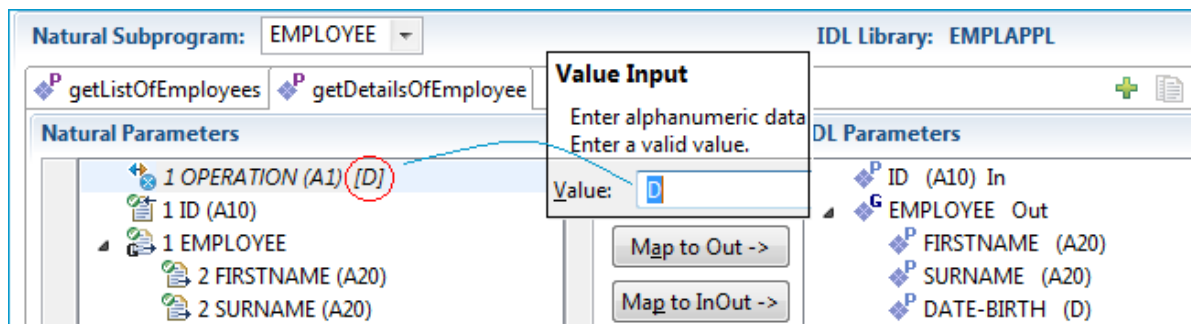 Natural Subprogram: EMPLOYEE
IDL Library: EMPLAPPL
getListOfEmployees
getDetailsOfEmployee
Natural Parameters
1 OPERATION (A1) [D]
1 ID (A10)
1 EMPLOYEE
2 FIRSTNAME (A20)
2 SURNAME (A20)
Value Input
Enter alphanumeric data
Enter a valid value.
Value: D
Map to Out ->
Map to InOut ->
DL Parameters
ID (A10) In
EMPLOYEE Out
FIRSTNAME (A20)
SURNAME (A20)
DATE-BIRTH (D)